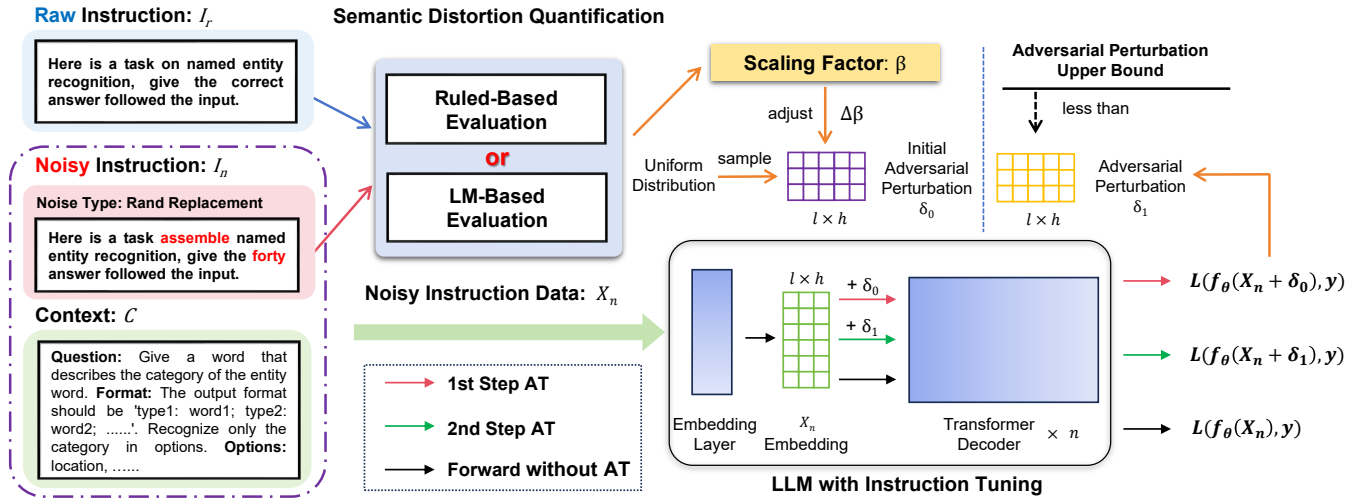 Raw Instruction: I_r
Here is a task on named entity
recognition, give the correct
answer followed the input.
Noisy Instruction: I_n
Noise Type: Rand Replacement
Here is a task assemble named
entity recognition, give the forty
answer followed the input.
Context: C
Question: Give a word that
describes the category of the entity
word. Format: The output format
should be 'type1: word1; type2:
word2; ......'. Recognize only the
category in options. Options:
location, ......
Semantic Distortion Quantification
Ruled-Based
Evaluation
or
LM-Based
Evaluation
Scaling Factor: β
adjust
Δβ
Uniform
Distribution
sample
l × h
Initial
Adversarial
Perturbation
δ₀
Adversarial Perturbation
Upper Bound
less than
l × h
Adversarial
Perturbation
δ₁
Noisy Instruction Data: X_n
1st Step AT
2nd Step AT
Forward without AT
l × h
+ δ₀
+ δ₁
Embedding
Layer
X_n
Embedding
Transformer
Decoder
× n
LLM with Instruction Tuning
L(f_θ(X_n + δ₀), y)
L(f_θ(X_n + δ₁), y)
L(f_θ(X_n), y)